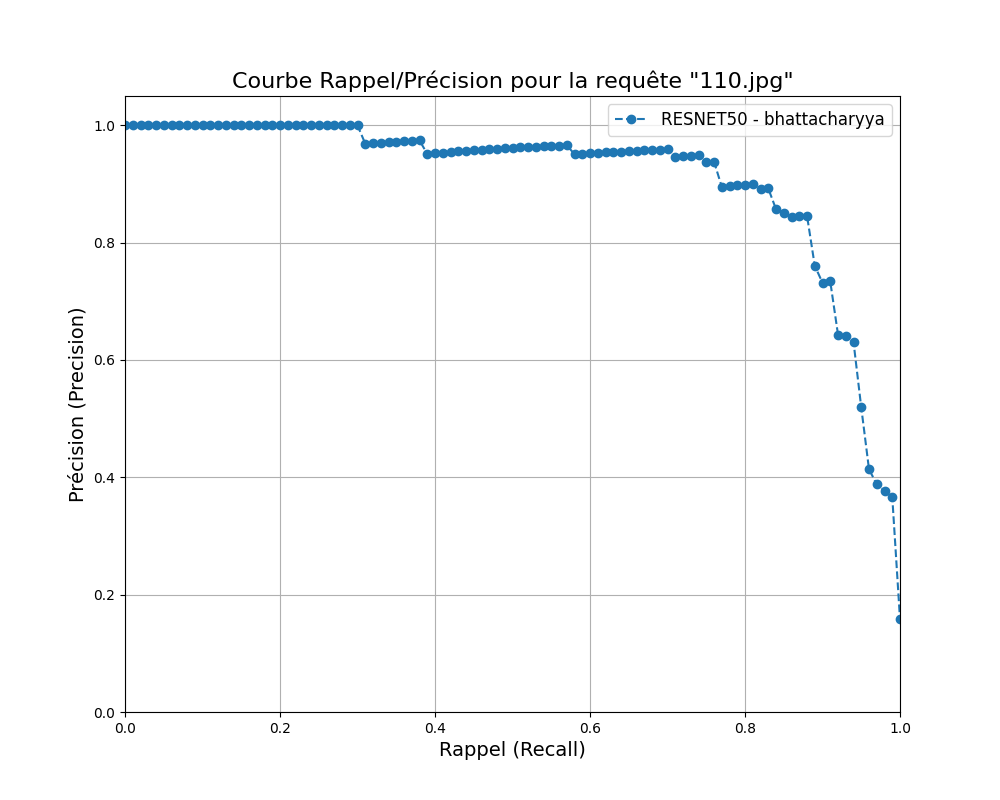 Courbe Rappel/Précision pour la requête "110.jpg"
RESNET50 - bhattacharyya
Précision (Precision)
1.0
0.8
0.6
0.4
0.2
0.0
0.0 0.2 0.4 0.6 0.8 1.0
Rappel (Recall)